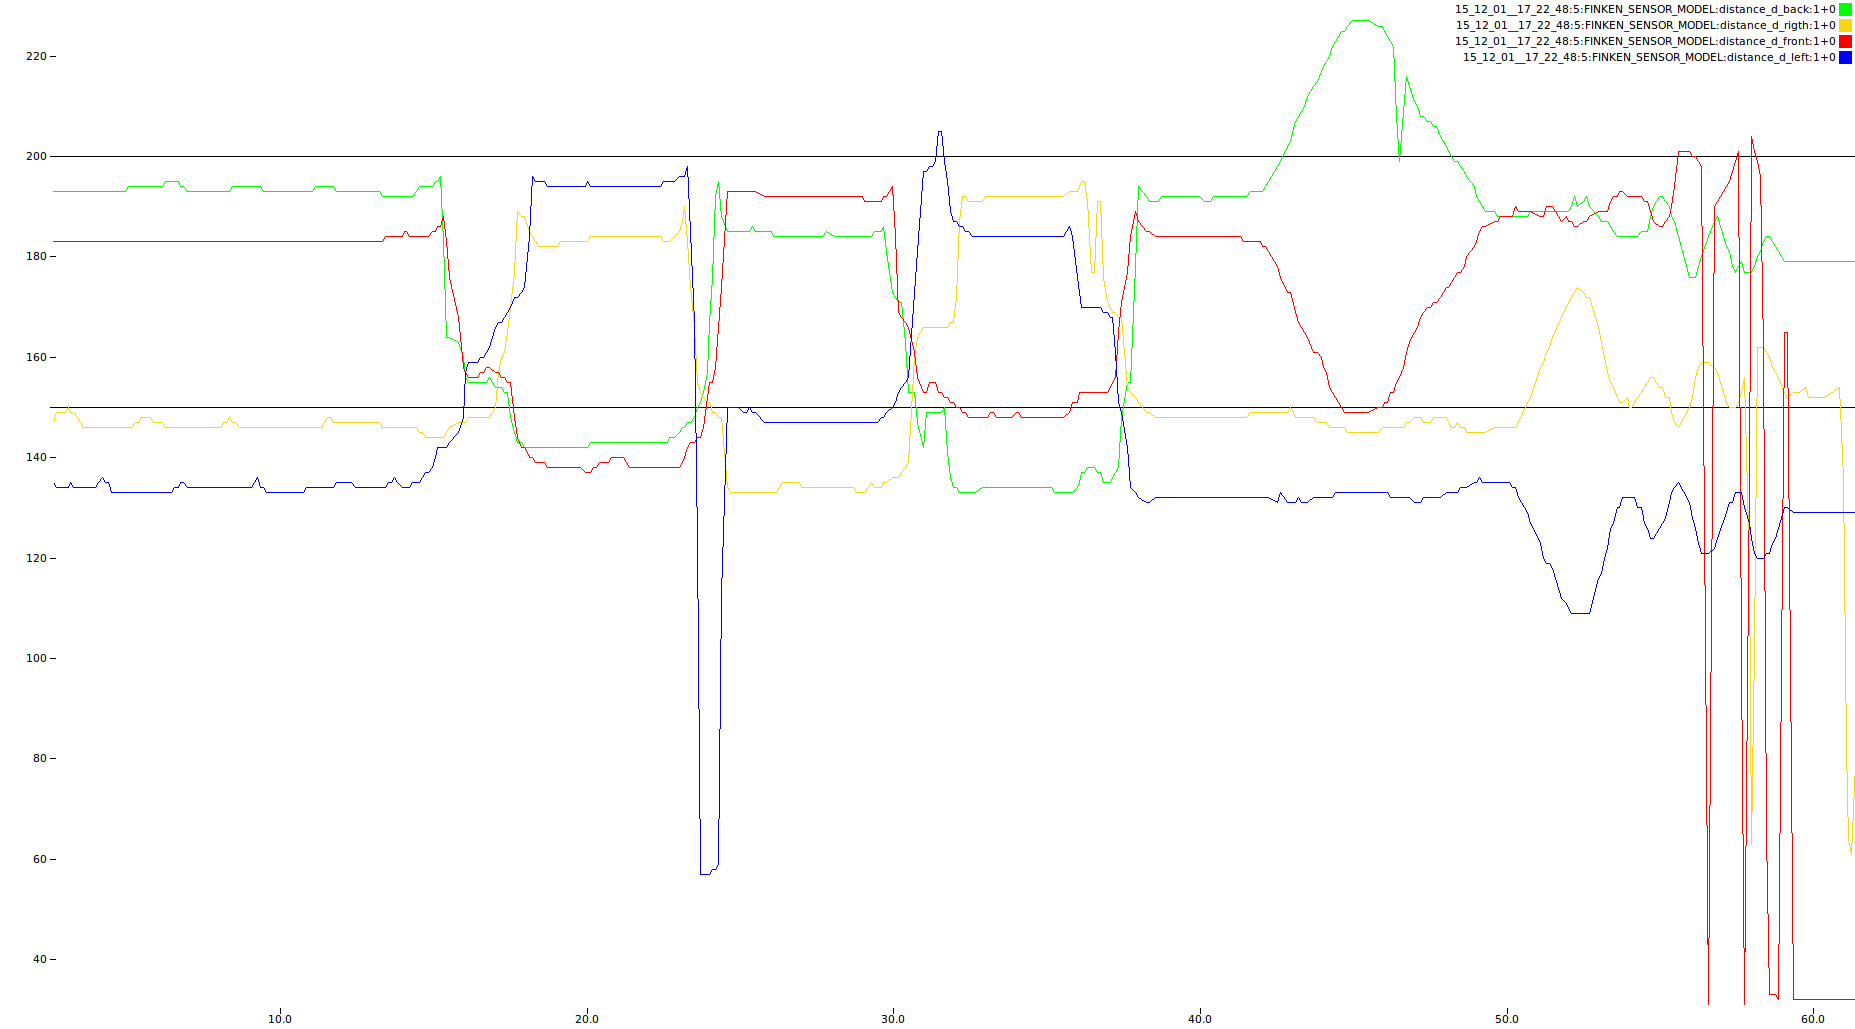 15_12_01__17_22_48:5:FINKEN_SENSOR_MODEL:distance_d_back:1+0
15_12_01__17_22_48:5:FINKEN_SENSOR_MODEL:distance_d_rigth:1+0
15_12_01__17_22_48:5:FINKEN_SENSOR_MODEL:distance_d_front:1+0
15_12_01__17_22_48:5:FINKEN_SENSOR_MODEL:distance_d_left:1+0
220
200
180
160
140
120
100
80
60
40
10.0 20.0 30.0 40.0 50.0 60.0